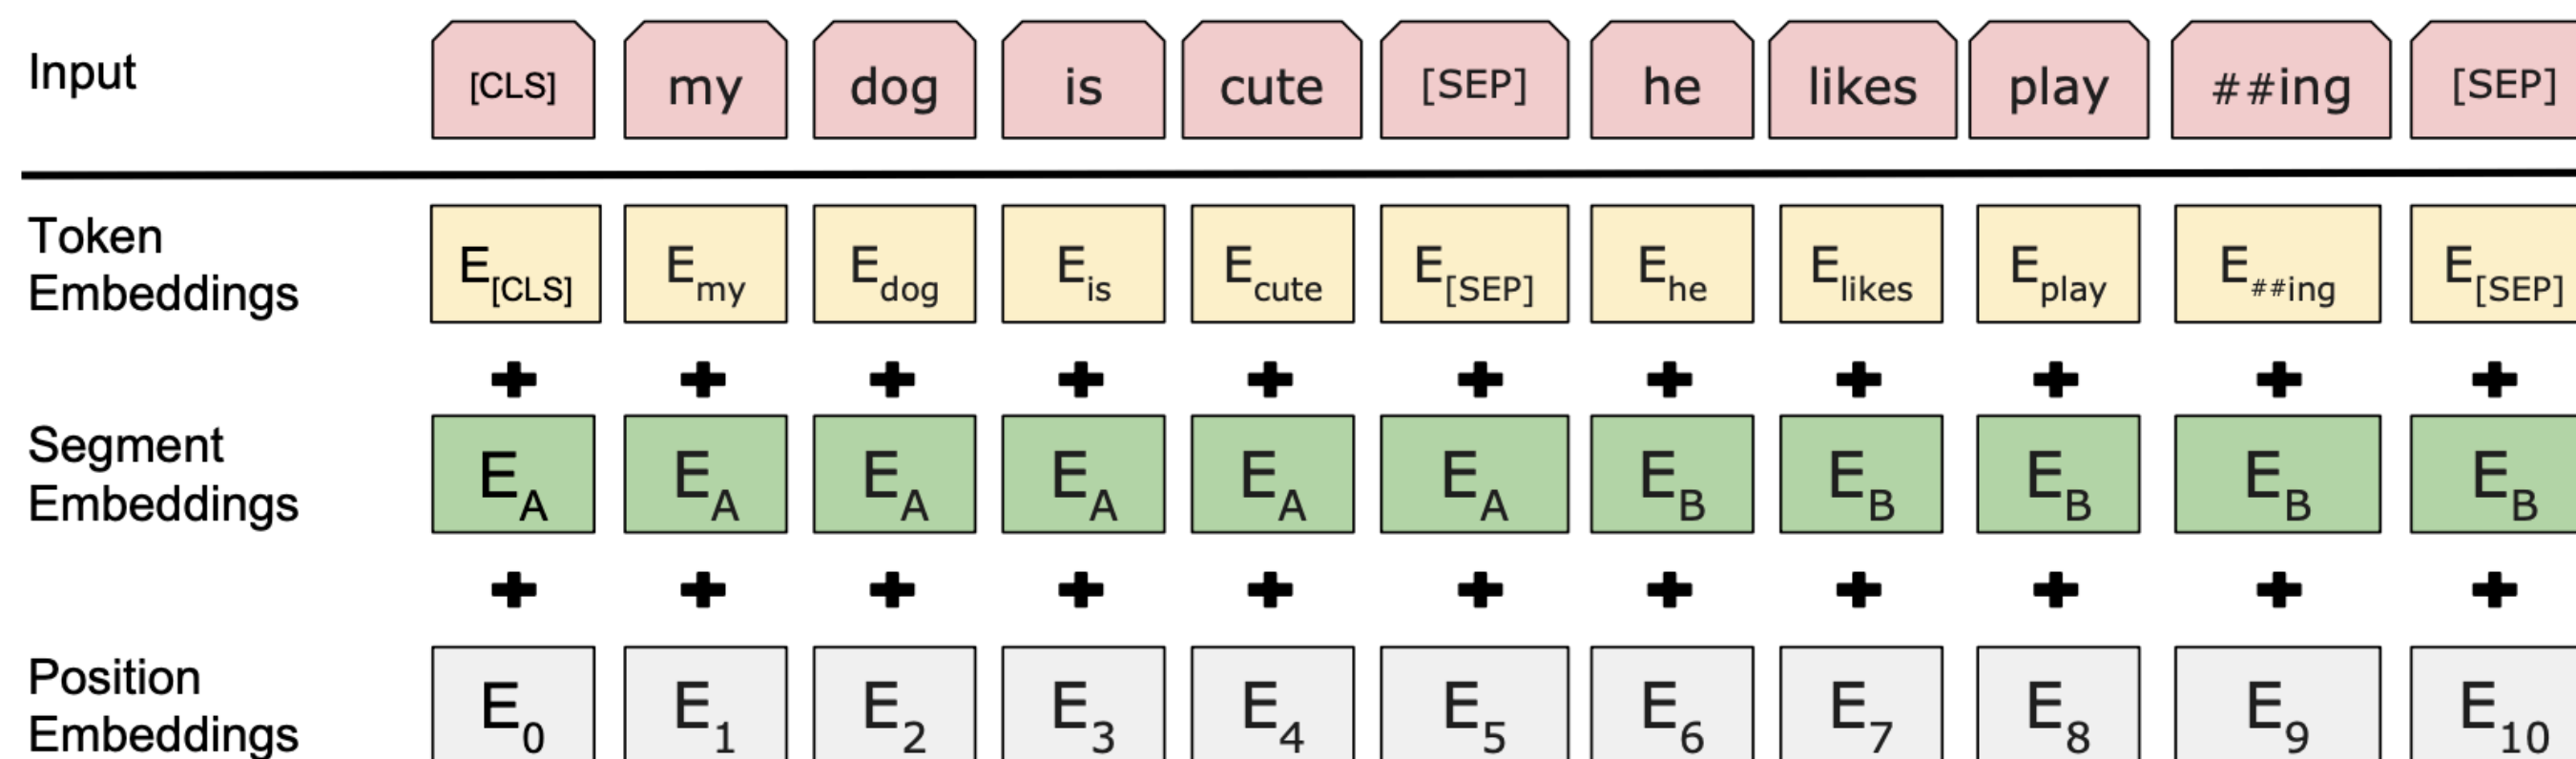 Input [CLS] my dog is cute [SEP] he likes play ##ing [SEP]
Token Embeddings E[CLS] Emy Edog Eis Ecute E[SEP] Ehe Elikes Eplay E##ing E[SEP]
+ + + + + + + + + + +
Segment Embeddings EA EA EA EA EA EA EB EB EB EB EB
+ + + + + + + + + + +
Position Embeddings E0 E1 E2 E3 E4 E5 E6 E7 E8 E9 E10